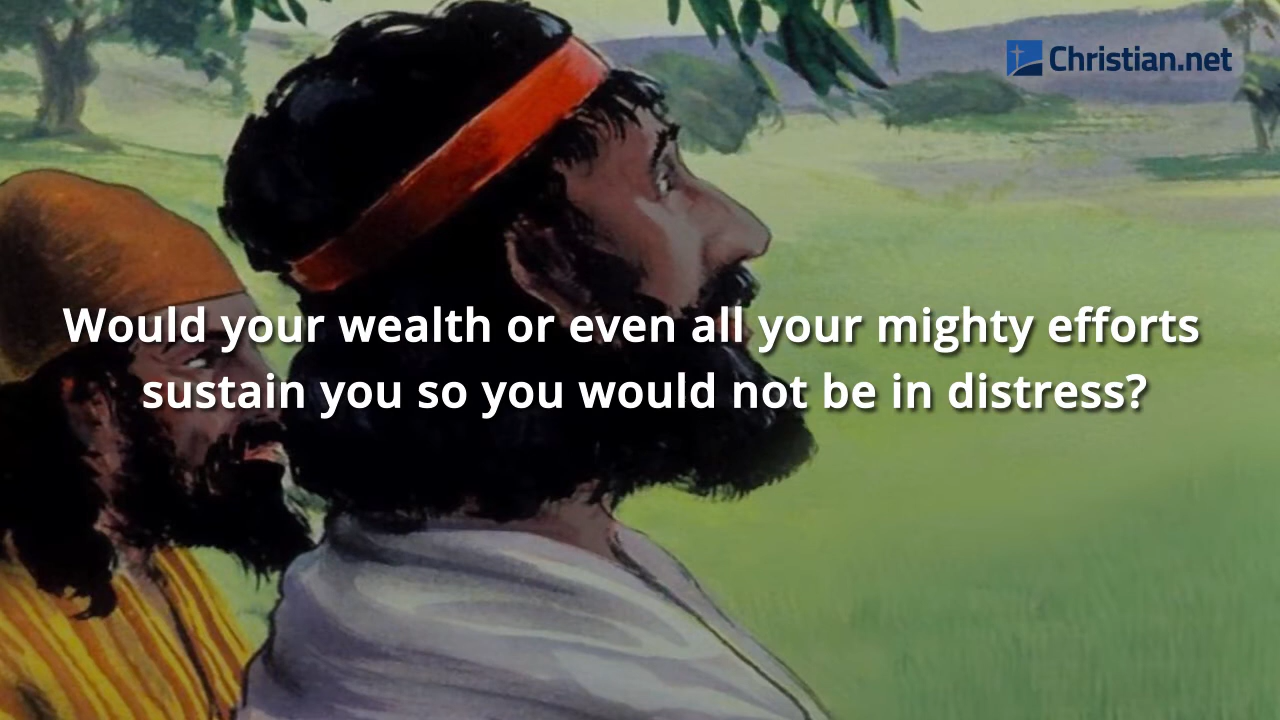 Christian.net
Would your wealth or even all your mighty efforts
sustain you so you would not be in distress?